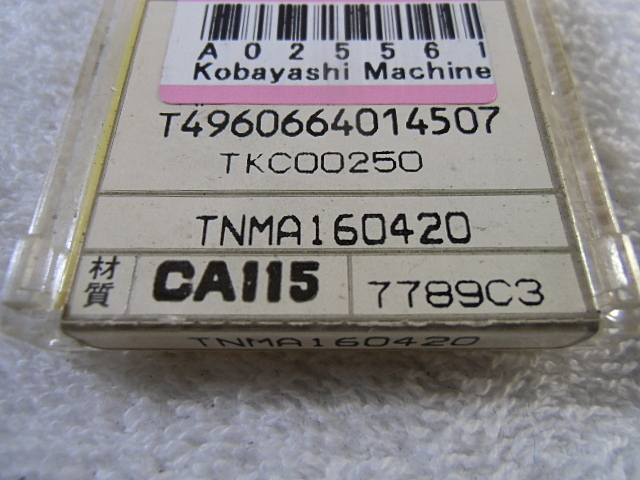 A025561
Kobayashi Machine
T4960664014507
TKC00250
TNMA160420
材質 CA115 7789C3
TNMA160420